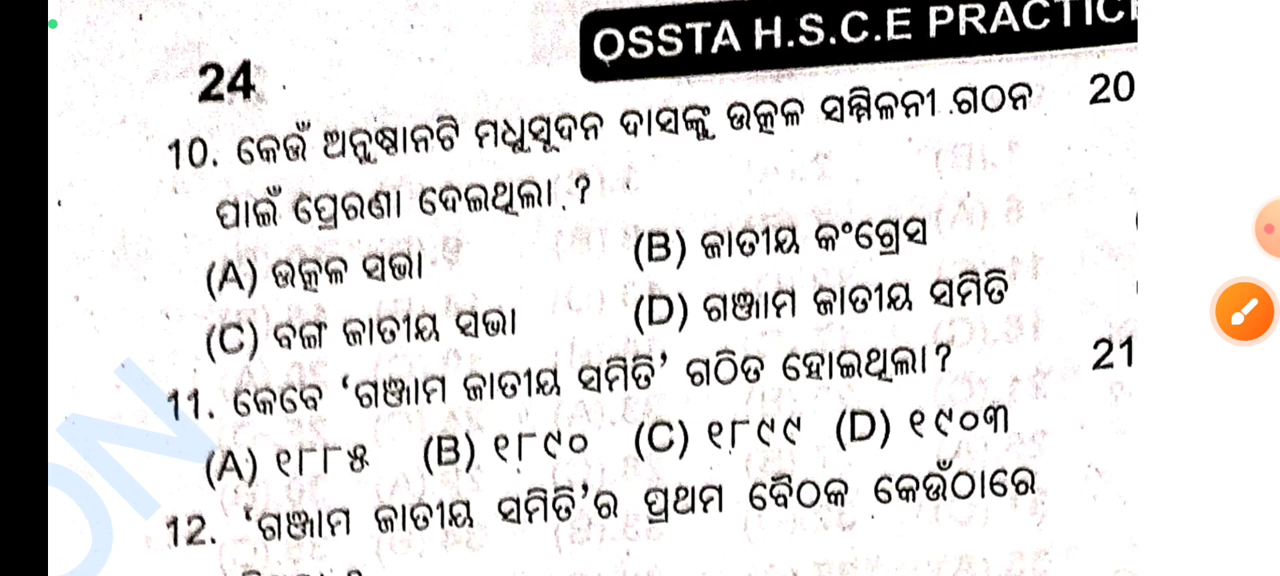 OSSTA H.S.C.E PRACTIC
24
10. କେଉଁ ଅନୁଷ୍ଠାନଟି ମଧୁସୂଦନ ଦାସଙ୍କୁ ଉତ୍କଳ ସମ୍ମିଳନୀ ଗଠନ
ପାଇଁ ପ୍ରେରଣା ଦେଇଥିଲା ?
(A) ଉତ୍କଳ ସଭା (B) ଜାତୀୟ କଂଗ୍ରେସ
(C) ବଙ୍ଗ ଜାତୀୟ ସଭା (D) ଗଞ୍ଜାମ ଜାତୀୟ ସମିତି
11. କେବେ ‘ଗଞ୍ଜାମ ଜାତୀୟ ସମିତି’ ଗଠିତ ହୋଇଥିଲା ?
(A) ୧୮୮୫ (B) ୧୮୯୦ (C) ୧୮୯୯ (D) ୧୯୦୩
12. ‘ଗଞ୍ଜାମ ଜାତୀୟ ସମିତି’ର ପ୍ରଥମ ବୈଠକ କେଉଁଠାରେ
20
21